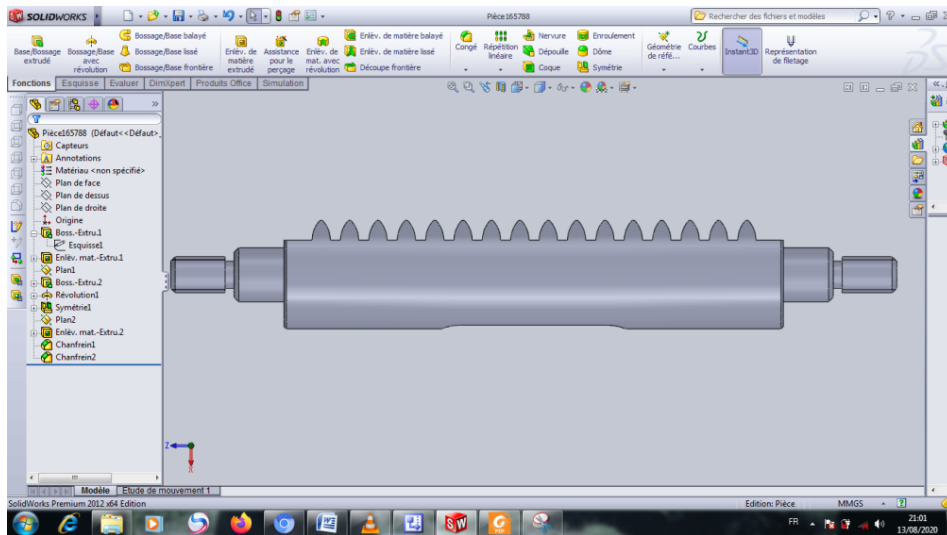 SOLIDWORKS
Pièce165788
Rechercher des fichiers et modèles
Base/Bossage extrudé
Bossage/Base avec révolution
Bossage/Base balayé
Bossage/Base lissé
Bossage/Base frontière
Enlèv. de matière extrudé
Assistance pour le perçage
Enlèv. de mat. avec révolution
Enlèv. de matière balayé
Enlèv. de matière lissé
Découpe frontière
Congé
Répétition linéaire
Nervure
Dépouille
Coque
Enroulement
Dôme
Symétrie
Géométrie de réfé...
Courbes
Instant3D
Représentation de filetage
Fonctions Esquisse Evaluer DimXpert Produits Office Simulation
Pièce165788 (Défaut<<Défaut>_
Capteurs
Annotations
Matériau <non spécifié>
Plan de face
Plan de dessus
Plan de droite
Origine
Boss.-Extru.1
Esquisse1
Enlèv. mat.-Extru.1
Plan1
Boss.-Extru.2
Révolution1
Symétrie1
Plan2
Enlèv. mat.-Extru.2
Chanfrein1
Chanfrein2
Z
X
Modèle Etude de mouvement 1
SolidWorks Premium 2012 x64 Edition
Edition: Pièce
MMGS
FR
21:01
13/08/2020